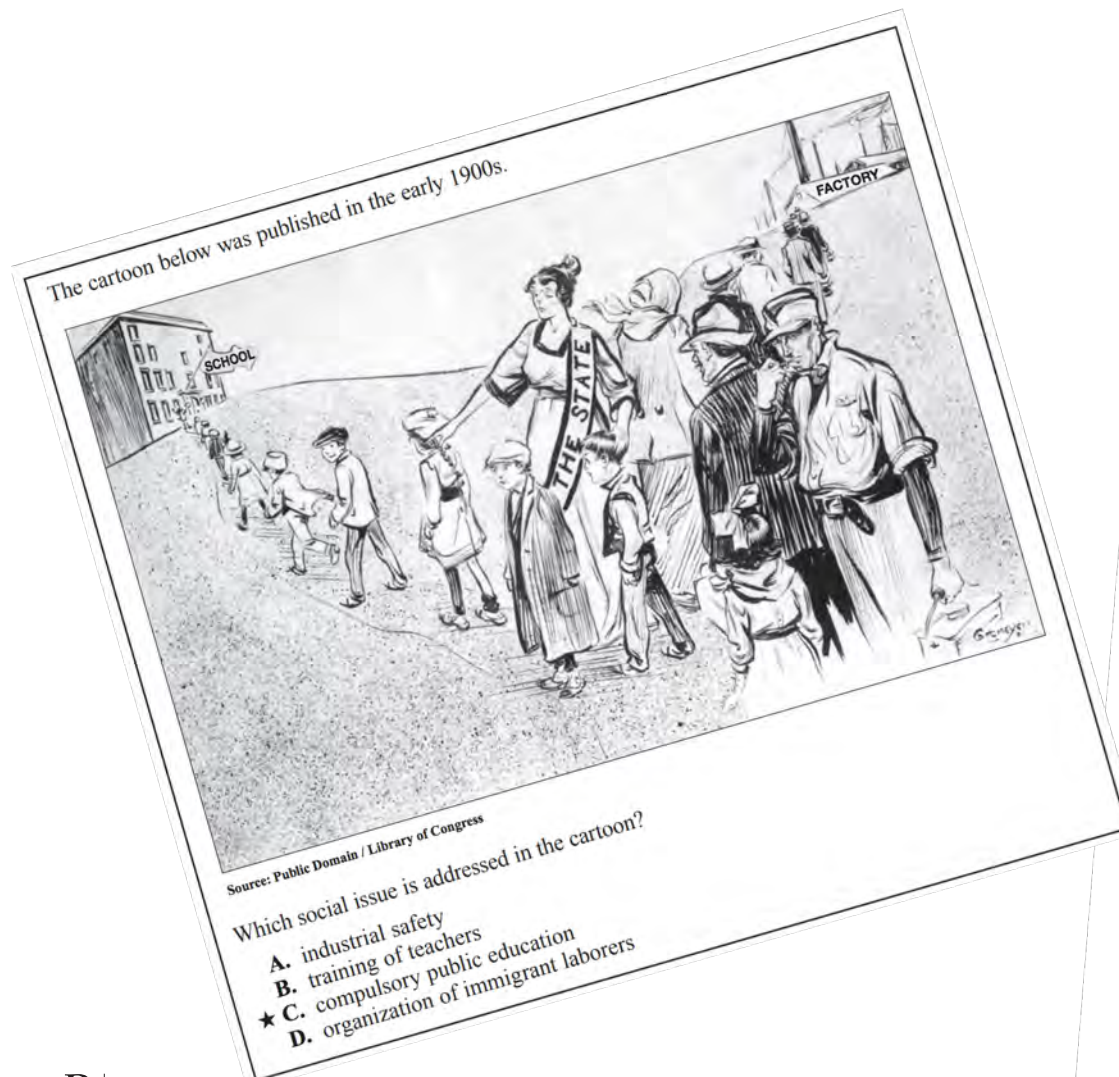 The cartoon below was published in the early 1900s.
FACTORY
SCHOOL
THE STATE
Source: Public Domain / Library of Congress
Which social issue is addressed in the cartoon?
A. industrial safety
B. training of teachers
★ C. compulsory public education
D. organization of immigrant laborers